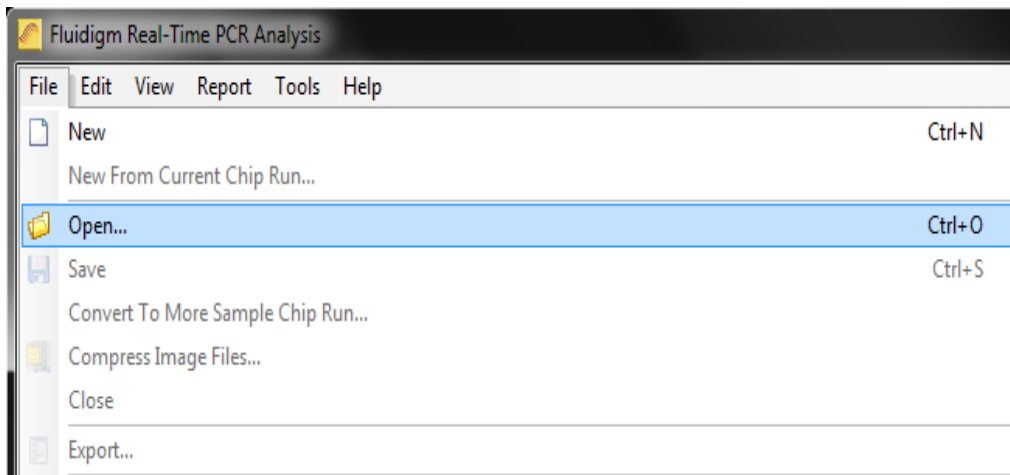 Fluidigm Real-Time PCR Analysis
File Edit View Report Tools Help
New Ctrl+N
New From Current Chip Run...
Open... Ctrl+O
Save Ctrl+S
Convert To More Sample Chip Run...
Compress Image Files...
Close
Export...